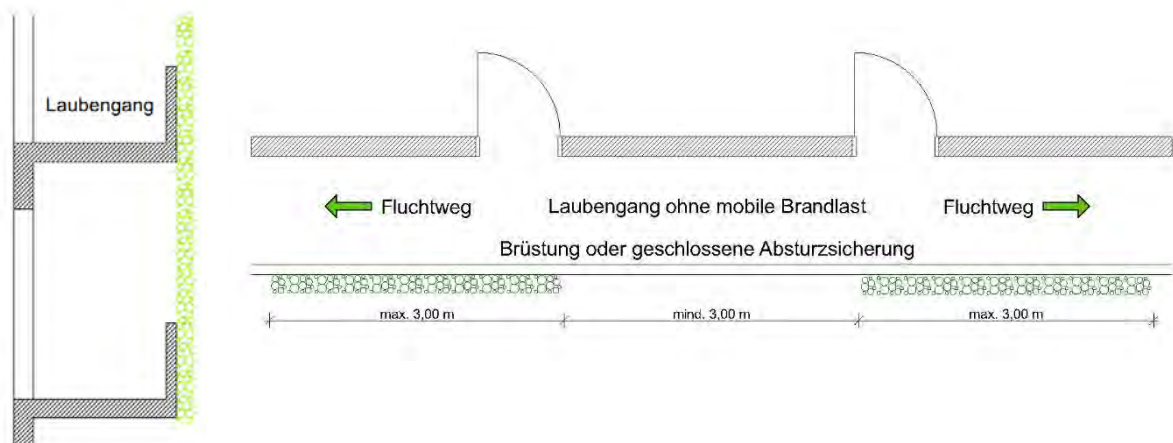 Laubengang
Fluchtweg Laubengang ohne mobile Brandlast Fluchtweg
Brüstung oder geschlossene Absturzsicherung
max. 3,00 m mind. 3,00 m max. 3,00 m